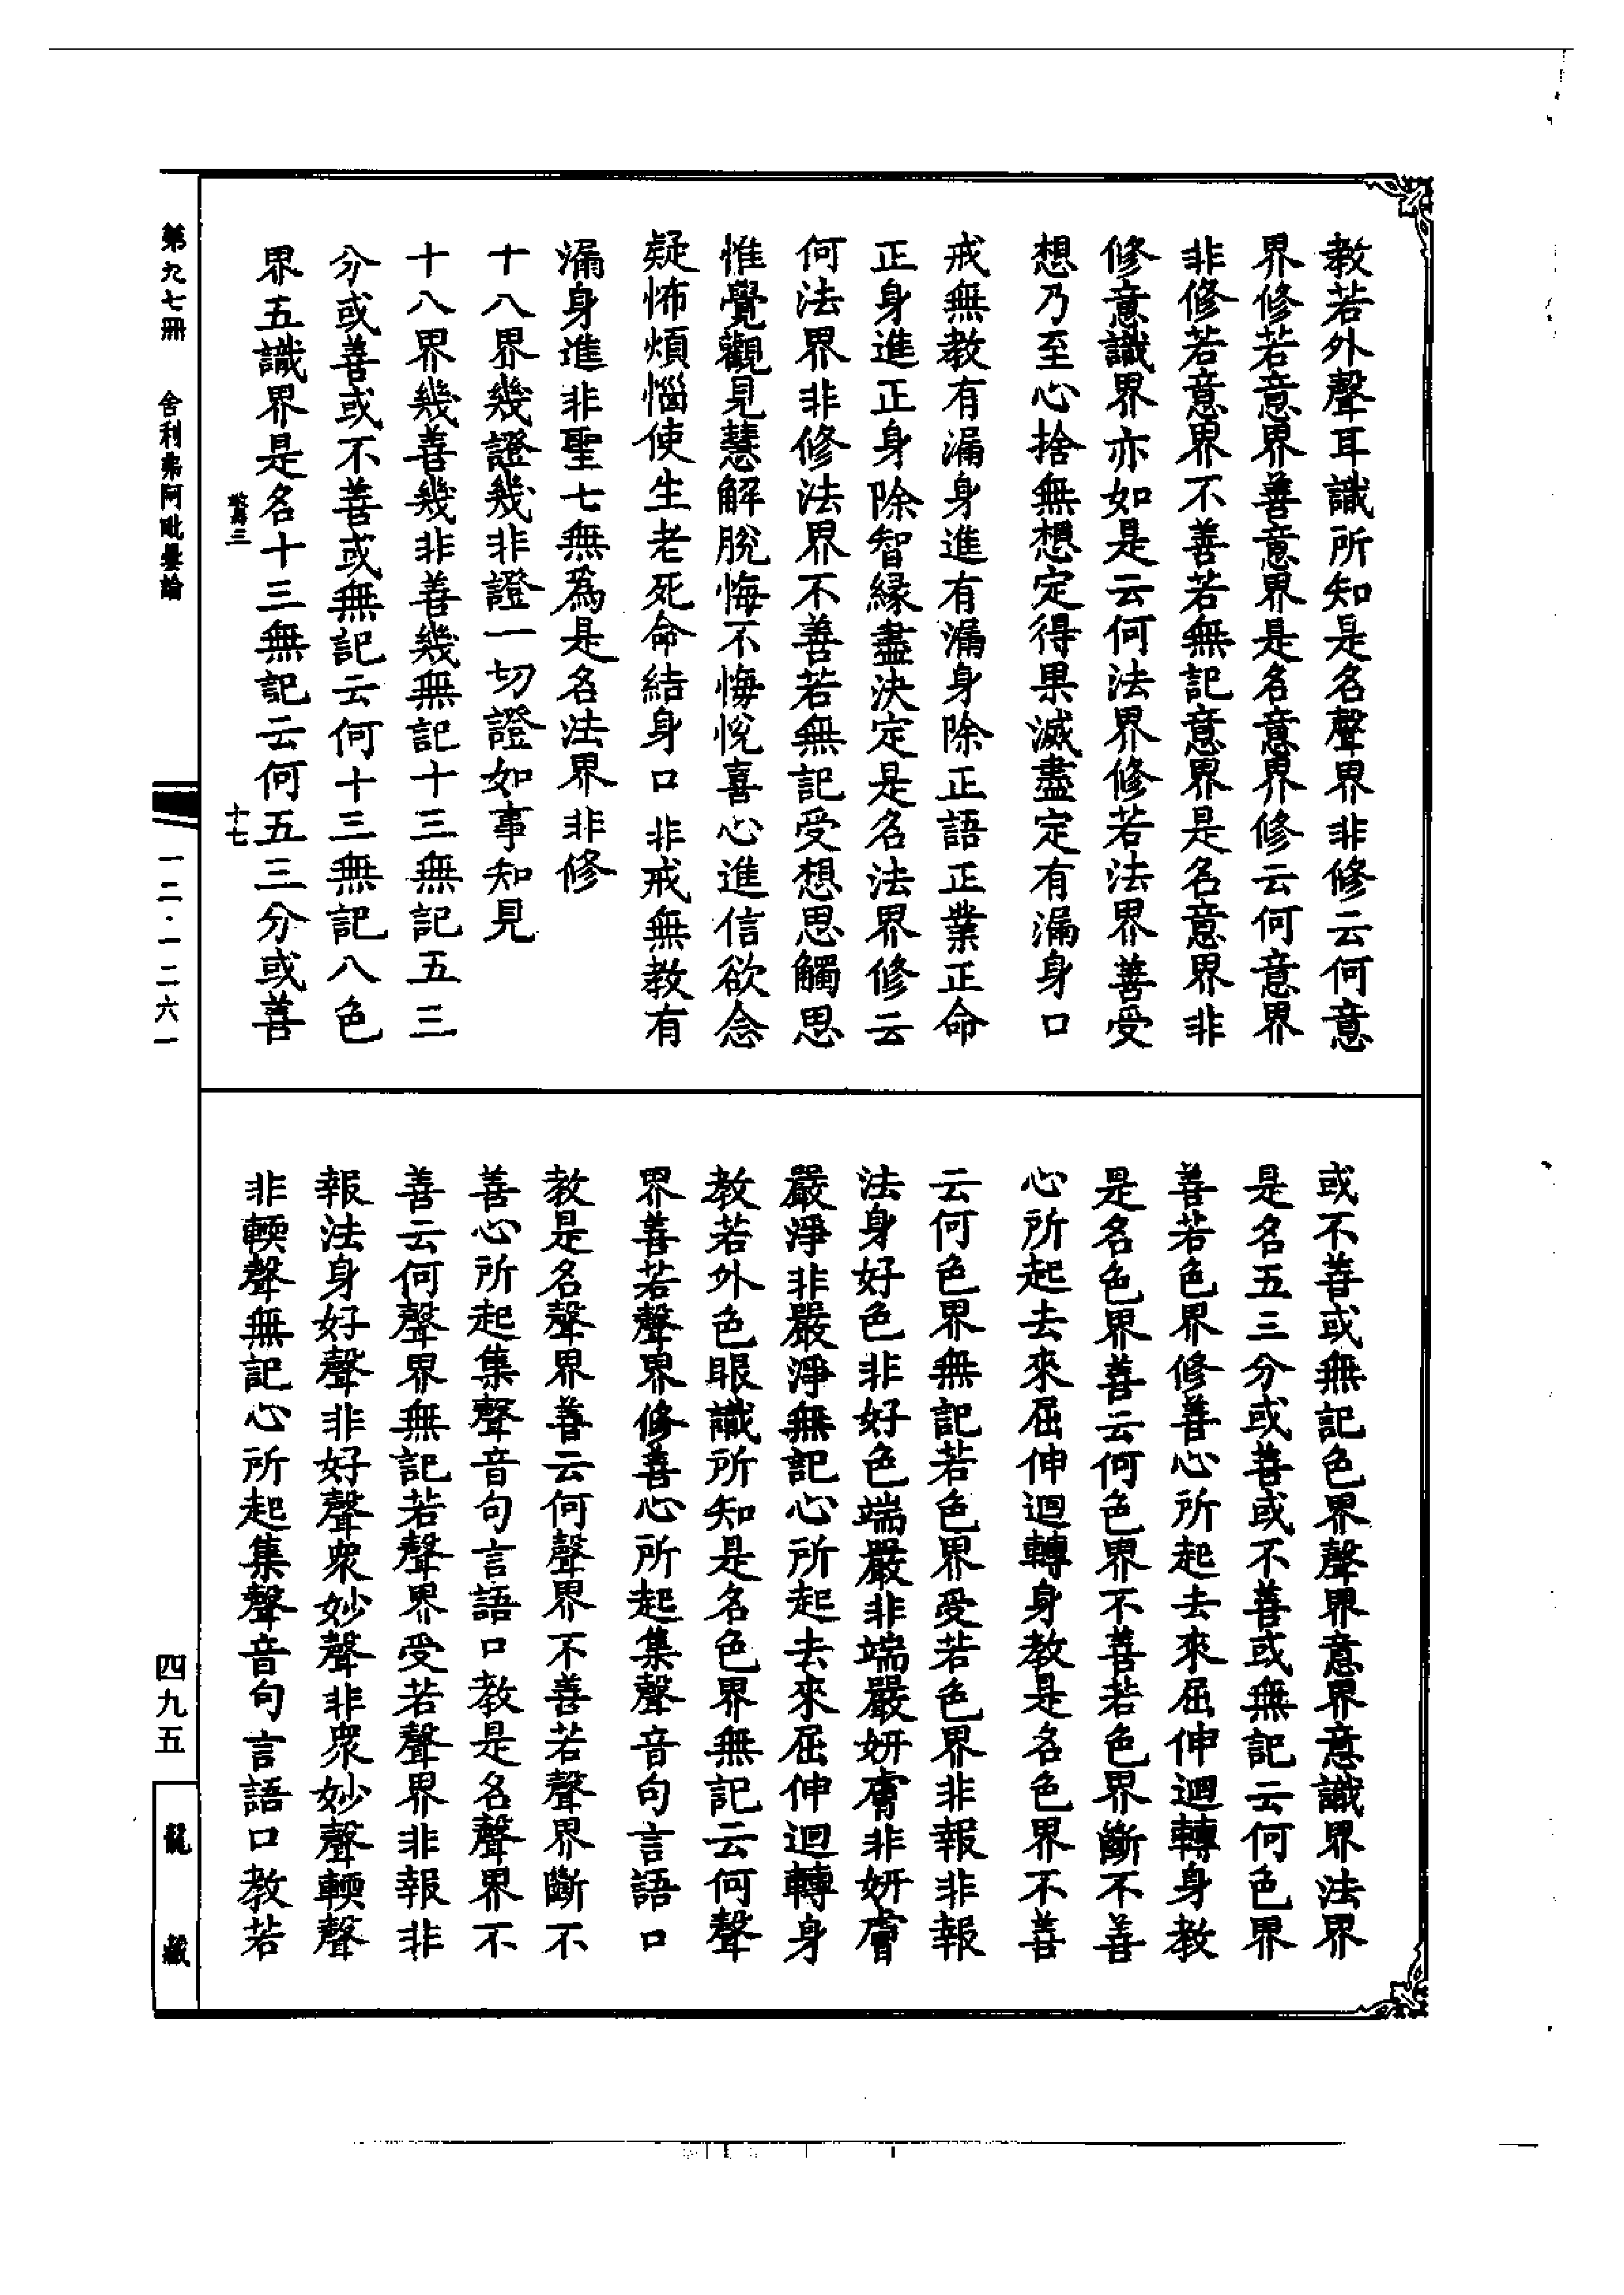 教若外聲耳識所知是名聲界非修云何意
界修若意界善意界是名意界修云何意界
非修若意界不善若無記意界是名意界非
修意識界亦如是云何法界修若法界善受
想乃至心捨無想定得果滅盡定有漏身口
戒無教有漏身進有漏身除正語正業正命
正身進正身除智緣盡決定是名法界修云
何法界非修法界不善若無記受想思觸思
惟覺觀見慧解脫悔不悔悅喜心進信欲念
疑怖煩惱使生老死命結身口非戒無教有
漏身進非聖七無為是名法界非修
十八界幾證幾非證一切證如事知見
十八界幾善幾非善幾無記十三無記五三
分或善或不善或無記云何十三無記八色
界五識界是名十三無記云何五三分或善
或不善或無記色界聲界意界意識界法界
是名五三分或善或不善或無記云何色界
善若色界修善心所起去來屈伸迴轉身教
是名色界善云何色界不善若色界斷不善
心所起去來屈伸迴轉身教是名色界不善
云何色界無記若色界受若色界非報非報
法身好色非好色端嚴非端嚴妍膚非妍膚
嚴淨非嚴淨無記心所起去來屈伸迴轉身
教若外色眼識所知是名色界無記云何聲
界善若聲界修善心所起集聲音句言語口
教是名聲界善云何聲界不善若聲界斷不
善心所起集聲音句言語口教是名聲界不
善云何聲界無記若聲界受若聲界非報非
報法身好聲非好聲衆妙聲非衆妙聲輭聲
非輭聲無記心所起集聲音句言語口教若
三
十七
第九七冊
舍利弗阿毗曇論
一二·一二六一
四九五
龍藏